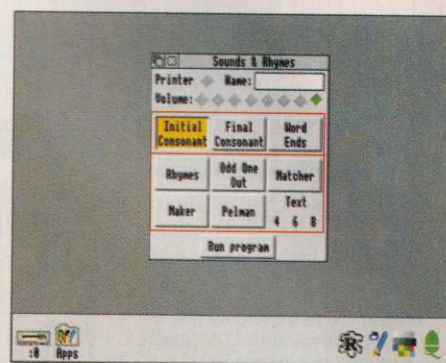 Sounds & Rhymes
Printer Name:
Volume:
Initial Consonant
Final Consonant
Word Ends
Rhymes
Odd One Out
Matcher
Maker
Pelman
Text
4 6 8
Run program
:0 Apps
R